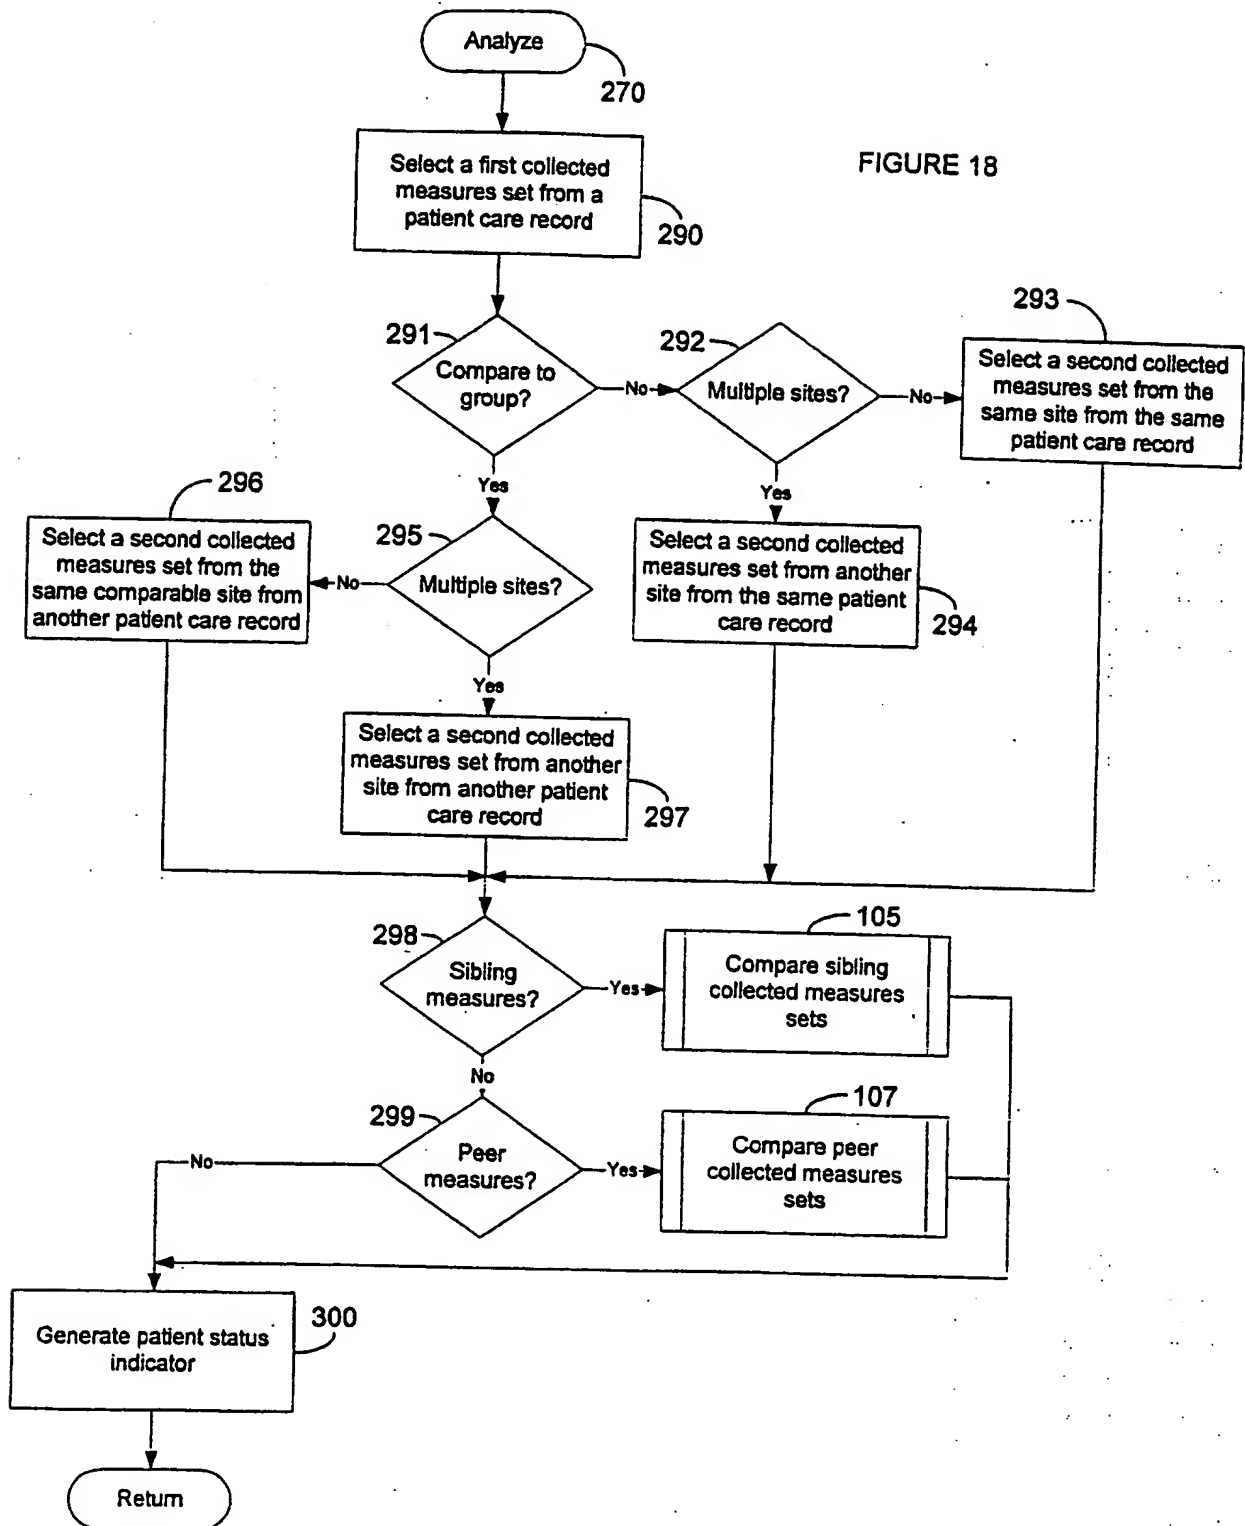 Analyze
270
FIGURE 18
Select a first collected
measures set from a
patient care record
290
291
Compare to
group?
No
292
Multiple sites?
No
293
Select a second collected
measures set from the
same site from the same
patient care record
Yes
Yes
296
Select a second collected
measures set from the
same comparable site from
another patient care record
No
295
Multiple sites?
Select a second collected
measures set from another
site from the same patient
care record
294
Yes
Select a second collected
measures set from another
site from another patient
care record
297
298
Sibling
measures?
Yes
105
Compare sibling
collected measures
sets
No
299
Peer
measures?
No
Yes
107
Compare peer
collected measures
sets
Generate patient status
indicator
300
Return